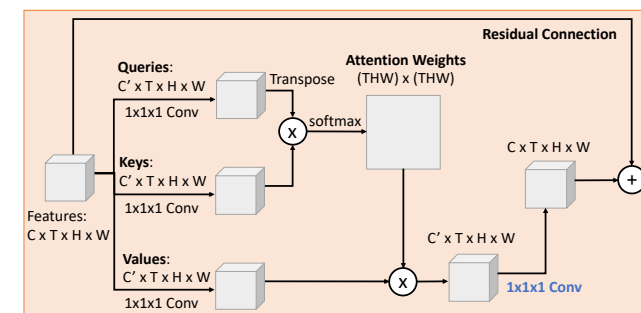 Residual Connection
Queries:
C' x T x H x W
1x1x1 Conv
Transpose
Attention Weights
(THW) x (THW)
X
softmax
Keys:
C' x T x H x W
1x1x1 Conv
C x T x H x W
+
Features:
C x T x H x W
Values:
C' x T x H x W
1x1x1 Conv
X
C' x T x H x W
1x1x1 Conv